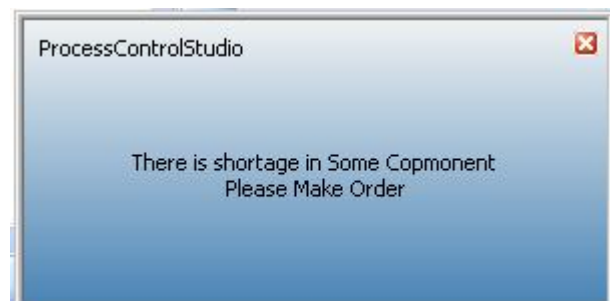 ProcessControlStudio
There is shortage in Some Copmonent
Please Make Order